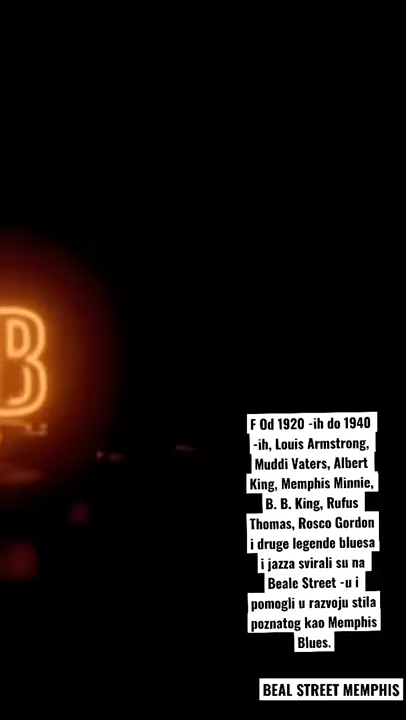 B
F Od 1920 -ih do 1940
-ih, Louis Armstrong,
Muddi Vaters, Albert
King, Memphis Minnie,
B. B. King, Rufus
Thomas, Rosco Gordon
i druge legende bluesa
i jazza svirali su na
Beale Street -u i
pomogli u razvoju stila
poznatog kao Memphis
Blues.
BEAL STREET MEMPHIS